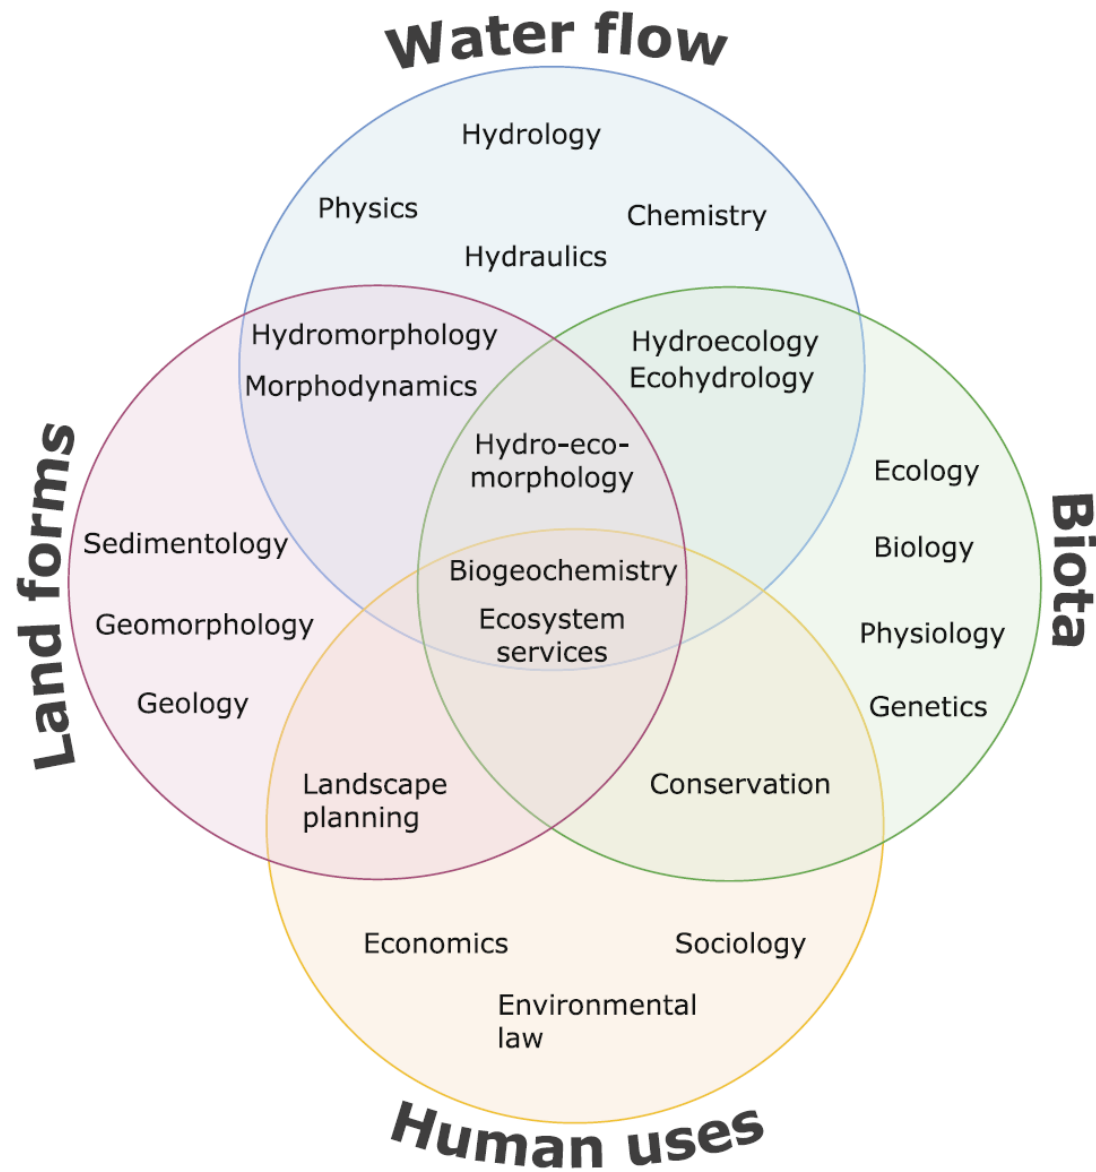 Water flow
Hydrology
Physics
Chemistry
Hydraulics
Hydromorphology
Morphodynamics
Hydroecology
Ecohydrology
Hydro-eco-
morphology
Land forms
Sedimentology
Geomorphology
Geology
Biogeochemistry
Ecosystem
services
Ecology
Biology
Physiology
Genetics
Biota
Landscape
planning
Conservation
Economics
Sociology
Environmental
law
Human uses